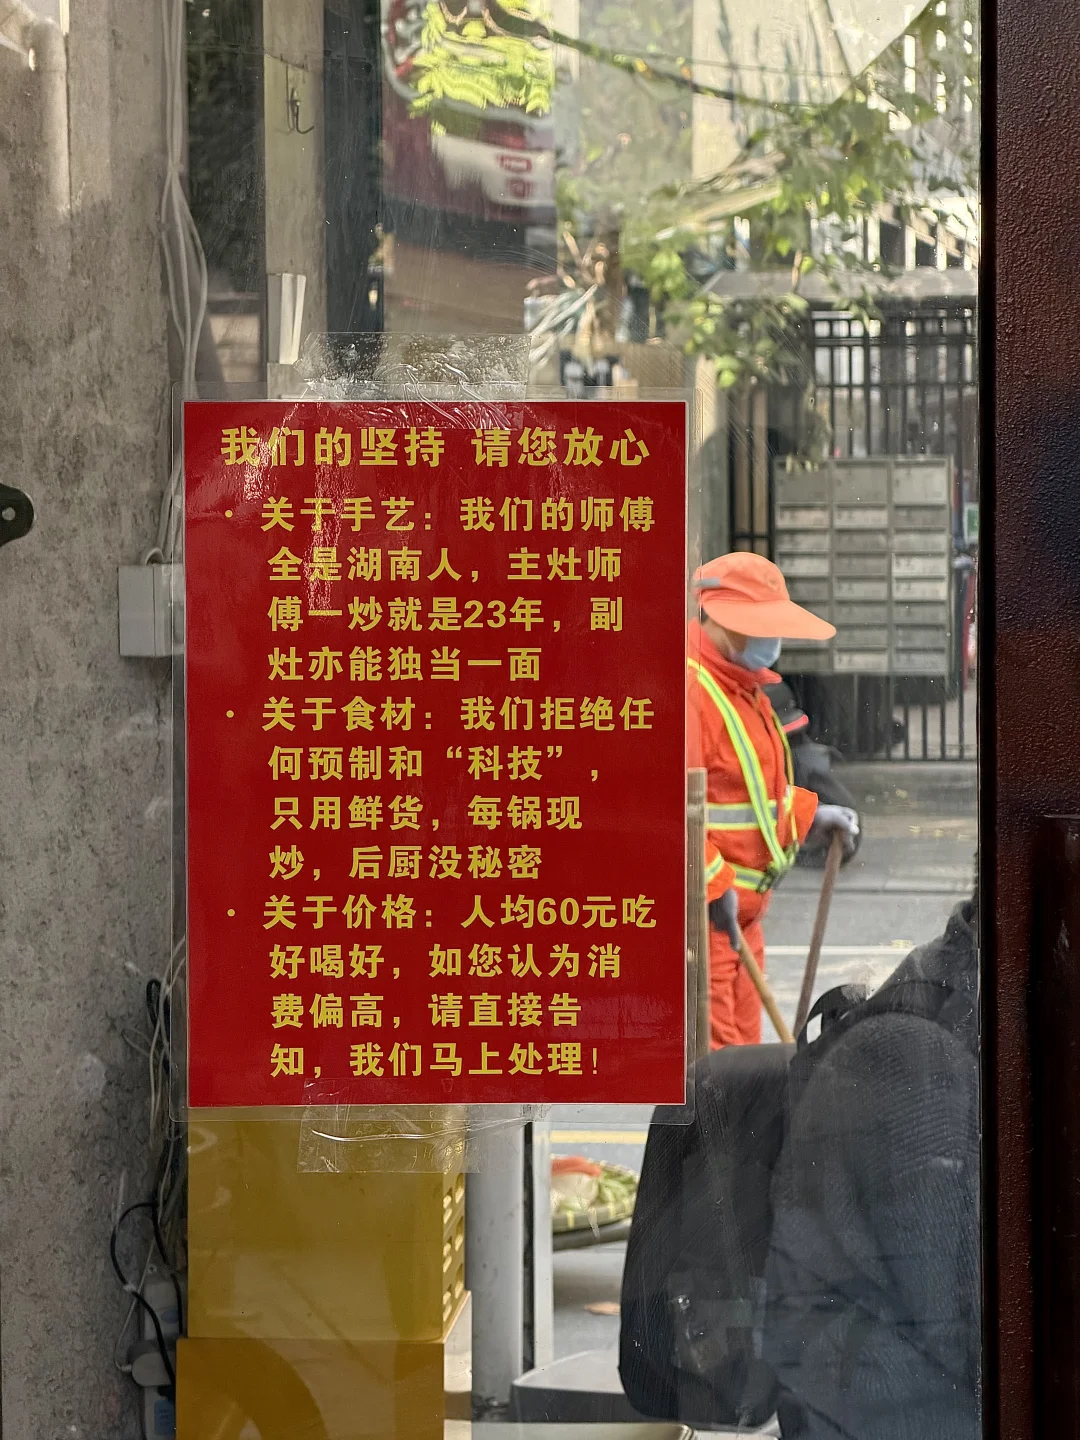 我们的坚持 请您放心
· 关于手艺：我们的师傅
全是湖南人，主灶师
傅一炒就是23年，副
灶亦能独当一面
· 关于食材：我们拒绝任
何预制和“科技”，
只用鲜货，每锅现
炒，后厨没秘密
· 关于价格：人均60元吃
好喝好，如您认为消
费偏高，请直接告
知，我们马上处理！